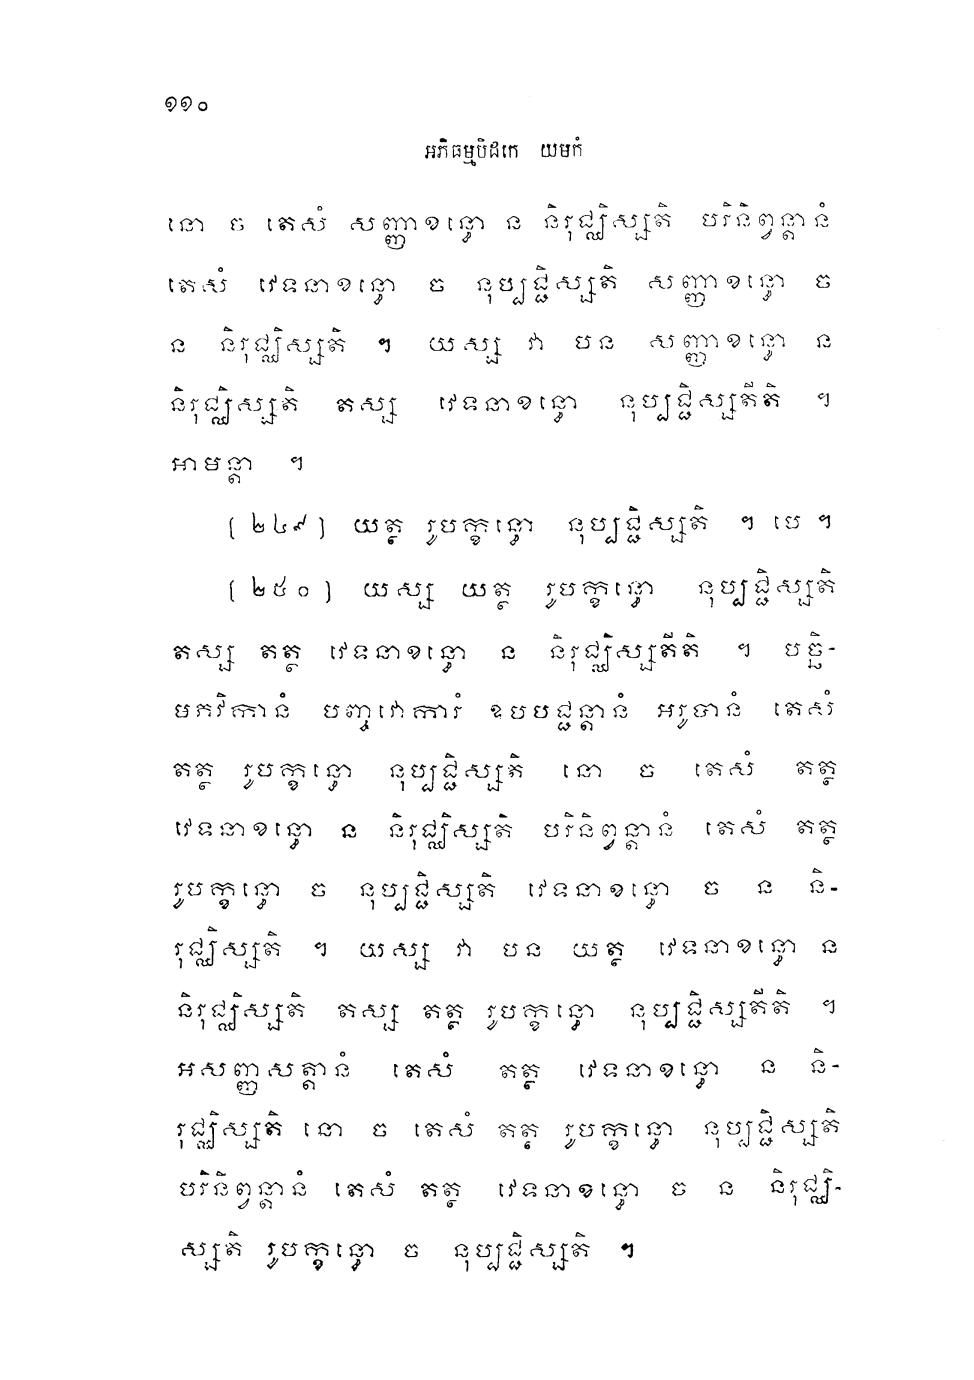 ១១០
អភិធម្មបិដកេ យមកំ
នោ ច តេសំ សញ្ញាខន្ធោ ន និរុជ្ឈិស្សតិ បរិនិព្វន្តានំ
តេសំ វេទនាខន្ធោ ច នុប្បជ្ជិស្សតិ សញ្ញាខន្ធោ ច
ន និរុជ្ឈិស្សតិ ។ យស្ស វា បន សញ្ញាខន្ធោ ន
និរុជ្ឈិស្សតិ តស្ស វេទនាខន្ធោ នុប្បជ្ជិស្សតីតិ ។
អាមន្តា ។
(២៤៩) យត្ថ រូបក្ខន្ធោ នុប្បជ្ជិស្សតិ ។ បេ ។
(២៥០) យស្ស យត្ថ រូបក្ខន្ធោ នុប្បជ្ជិស្សតិ
តស្ស តត្ថ វេទនាខន្ធោ ន និរុជ្ឈិស្សតីតិ ។ បច្ឆិ-
មភវិកានំ បញ្ចវោការំ ឧបបជ្ជន្តានំ អរូបានំ តេសំ
តត្ថ រូបក្ខន្ធោ នុប្បជ្ជិស្សតិ នោ ច តេសំ តត្ថ
វេទនាខន្ធោ ន និរុជ្ឈិស្សតិ បរិនិព្វន្តានំ តេសំ តត្ថ
រូបក្ខន្ធោ ច នុប្បជ្ជិស្សតិ វេទនាខន្ធោ ច ន និ-
រុជ្ឈិស្សតិ ។ យស្ស វា បន យត្ថ វេទនាខន្ធោ ន
និរុជ្ឈិស្សតិ តស្ស តត្ថ រូបក្ខន្ធោ នុប្បជ្ជិស្សតីតិ ។
អសញ្ញសត្តានំ តេសំ តត្ថ វេទនាខន្ធោ ន និ-
រុជ្ឈិស្សតិ នោ ច តេសំ តត្ថ រូបក្ខន្ធោ នុប្បជ្ជិស្សតិ
បរិនិព្វន្តានំ តេសំ តត្ថ វេទនាខន្ធោ ច ន និរុជ្ឈិ-
ស្សតិ រូបក្ខន្ធោ ច នុប្បជ្ជិស្សតិ ។